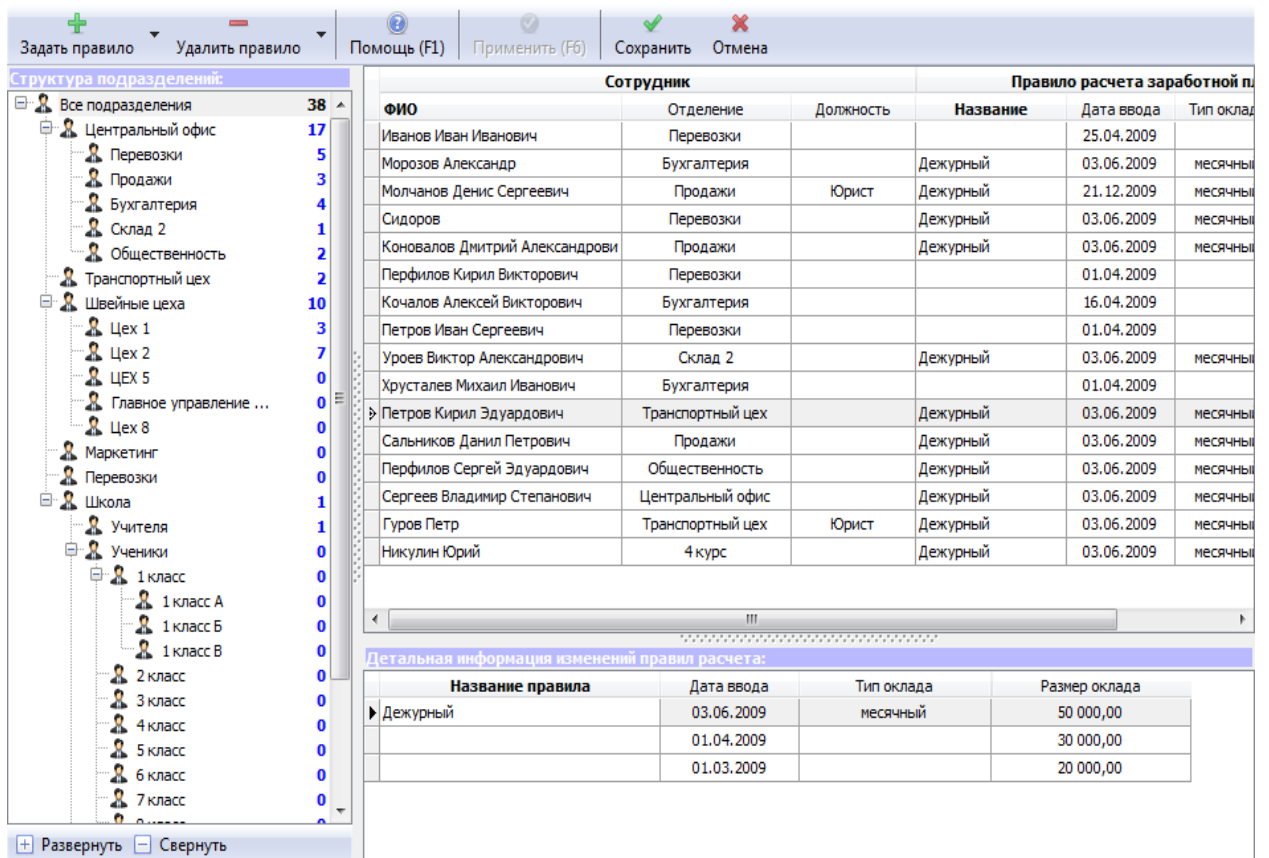 Задать правило Удалить правило Помощь (F1) Применить (F6) Сохранить Отмена
Структура подразделений:
Все подразделения 38
Центральный офис 17
Перевозки 5
Продажи 3
Бухгалтерия 4
Склад 2 1
Общественность 2
Транспортный цех 2
Швейные цеха 10
Цех 1 3
Цех 2 7
ЦЕХ 5 0
Главное управление ... 0
Цех 8 0
Маркетинг 0
Перевозки 0
Школа 1
Учителя 1
Ученики 0
1 класс 0
1 класс А 0
1 класс Б 0
1 класс В 0
2 класс 0
3 класс 0
4 класс 0
5 класс 0
6 класс 0
7 класс 0
Развернуть Свернуть
Сотрудник Правило расчета заработной пл
ФИО Отделение Должность Название Дата ввода Тип оклад
Иванов Иван Иванович Перевозки 25.04.2009
Морозов Александр Бухгалтерия Дежурный 03.06.2009 месячный
Молчанов Денис Сергеевич Продажи Юрист Дежурный 21.12.2009 месячный
Сидоров Перевозки Дежурный 03.06.2009 месячный
Коновалов Дмитрий Александрови Продажи Дежурный 03.06.2009 месячный
Перфилов Кирил Викторович Перевозки 01.04.2009
Кочалов Алексей Викторович Бухгалтерия 16.04.2009
Петров Иван Сергеевич Перевозки 01.04.2009
Уроев Виктор Александрович Склад 2 Дежурный 03.06.2009 месячный
Хрусталев Михаил Иванович Бухгалтерия 01.04.2009
Петров Кирил Эдуардович Транспортный цех Дежурный 03.06.2009 месячный
Сальников Данил Петрович Продажи Дежурный 03.06.2009 месячный
Перфилов Сергей Эдуардович Общественность Дежурный 03.06.2009 месячный
Сергеев Владимир Степанович Центральный офис Дежурный 03.06.2009 месячный
Гуров Петр Транспортный цех Юрист Дежурный 03.06.2009 месячный
Никулин Юрий 4 курс Дежурный 03.06.2009 месячный
Детальная информация изменений правил расчета:
Название правила Дата ввода Тип оклада Размер оклада
Дежурный 03.06.2009 месячный 50 000,00
01.04.2009 30 000,00
01.03.2009 20 000,00